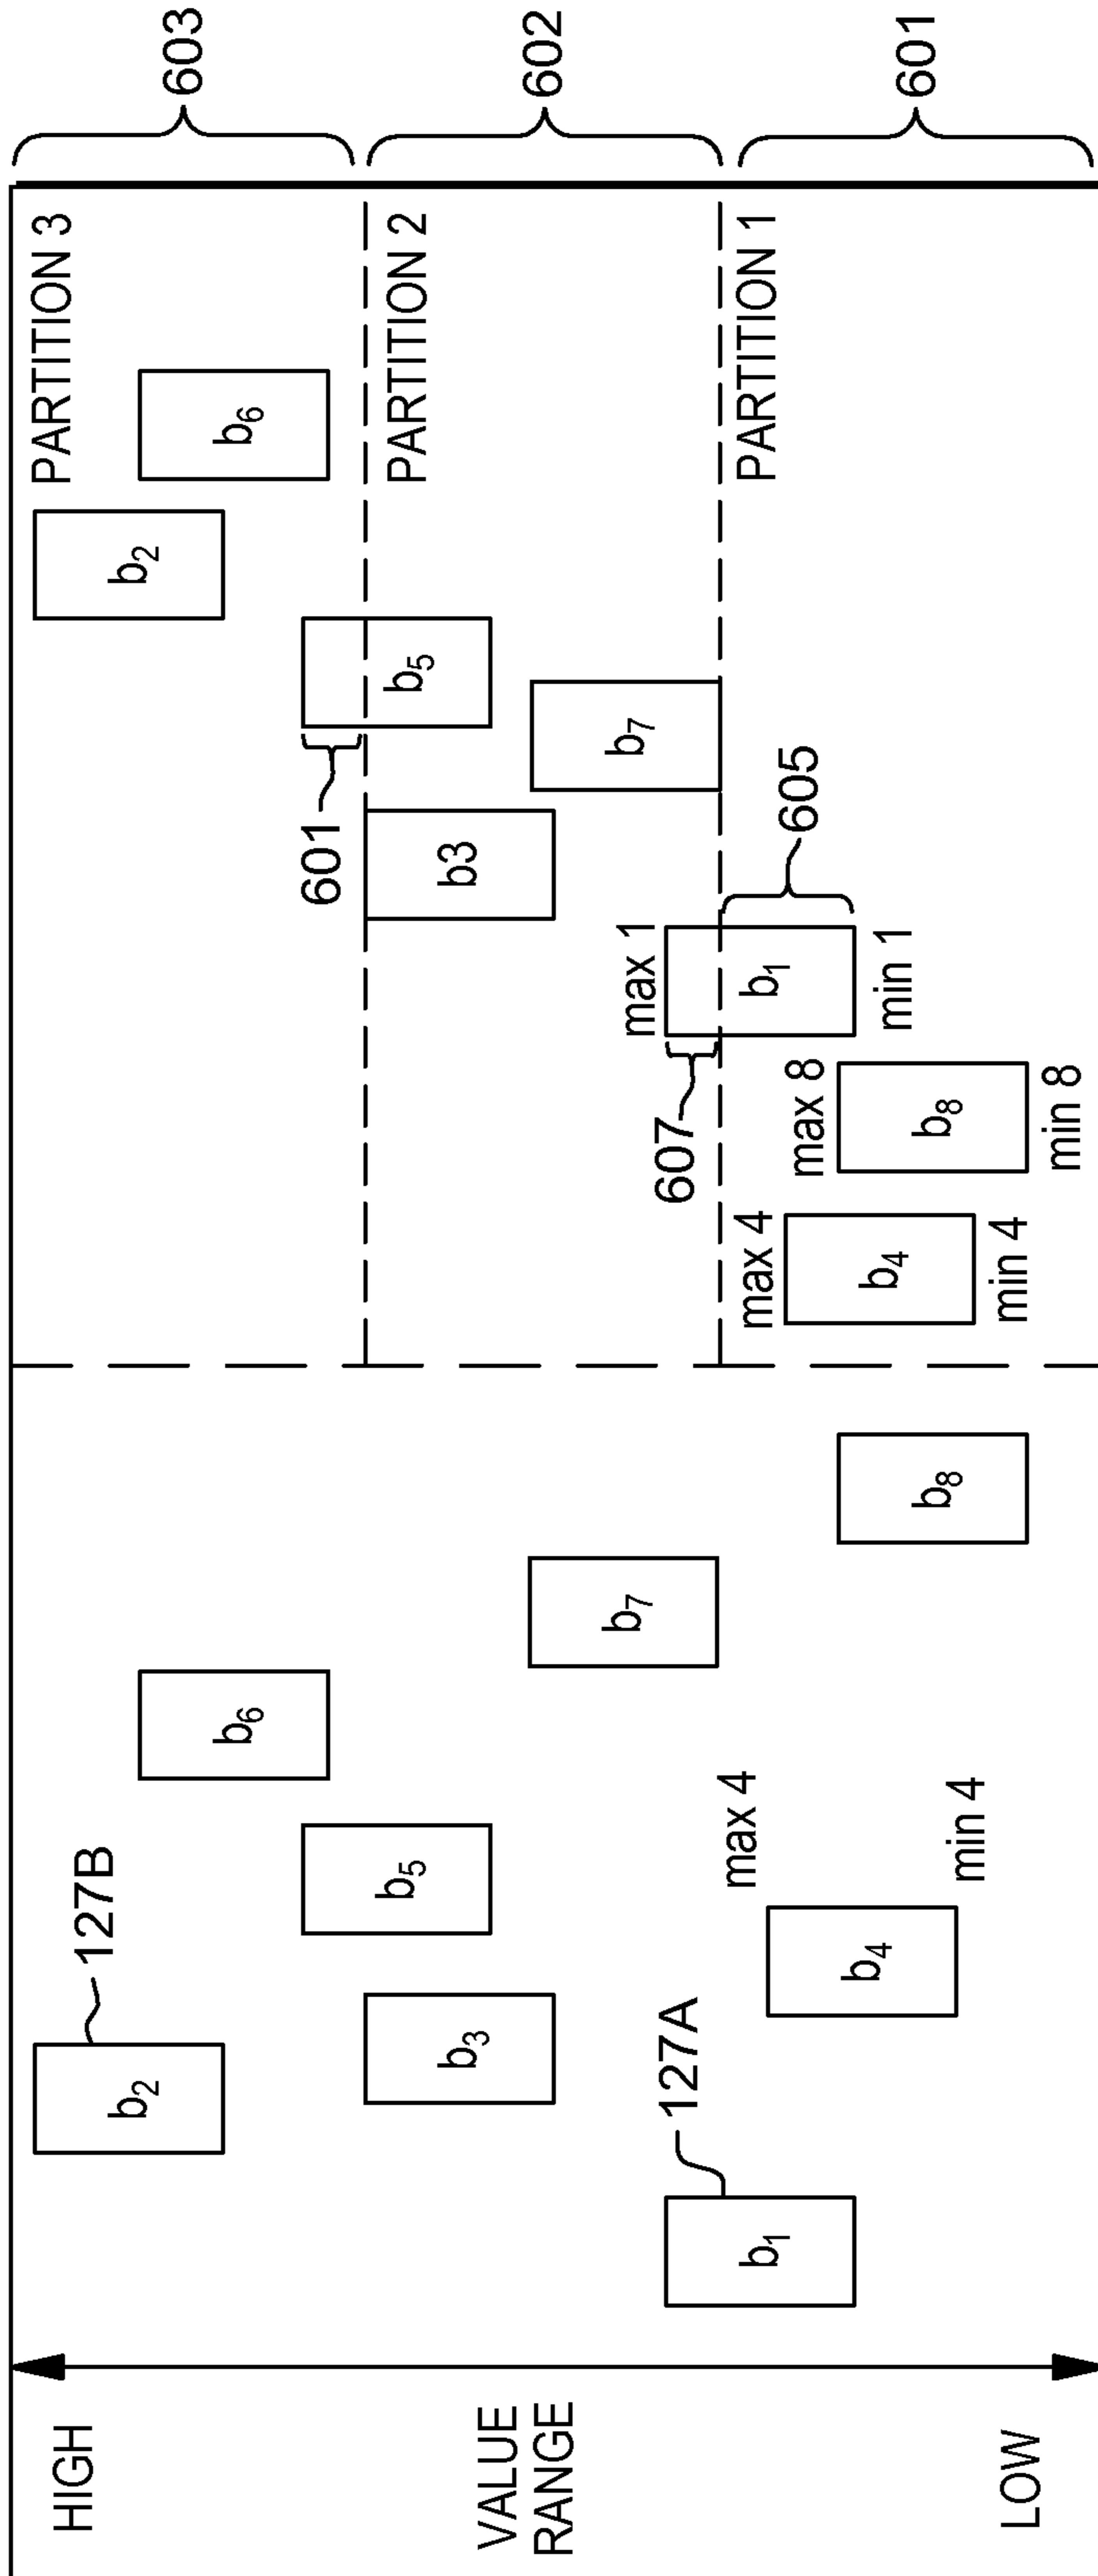 HIGH
VALUE
RANGE
LOW
b1
127A
b2
127B
b3
b4
max 4
min 4
b5
b6
b7
b8
b4
max 4
min 4
b8
max 8
min 8
b1
max 1
min 1
607
605
b3
b7
b5
601
b2
b6
PARTITION 3
PARTITION 2
PARTITION 1
603
602
601